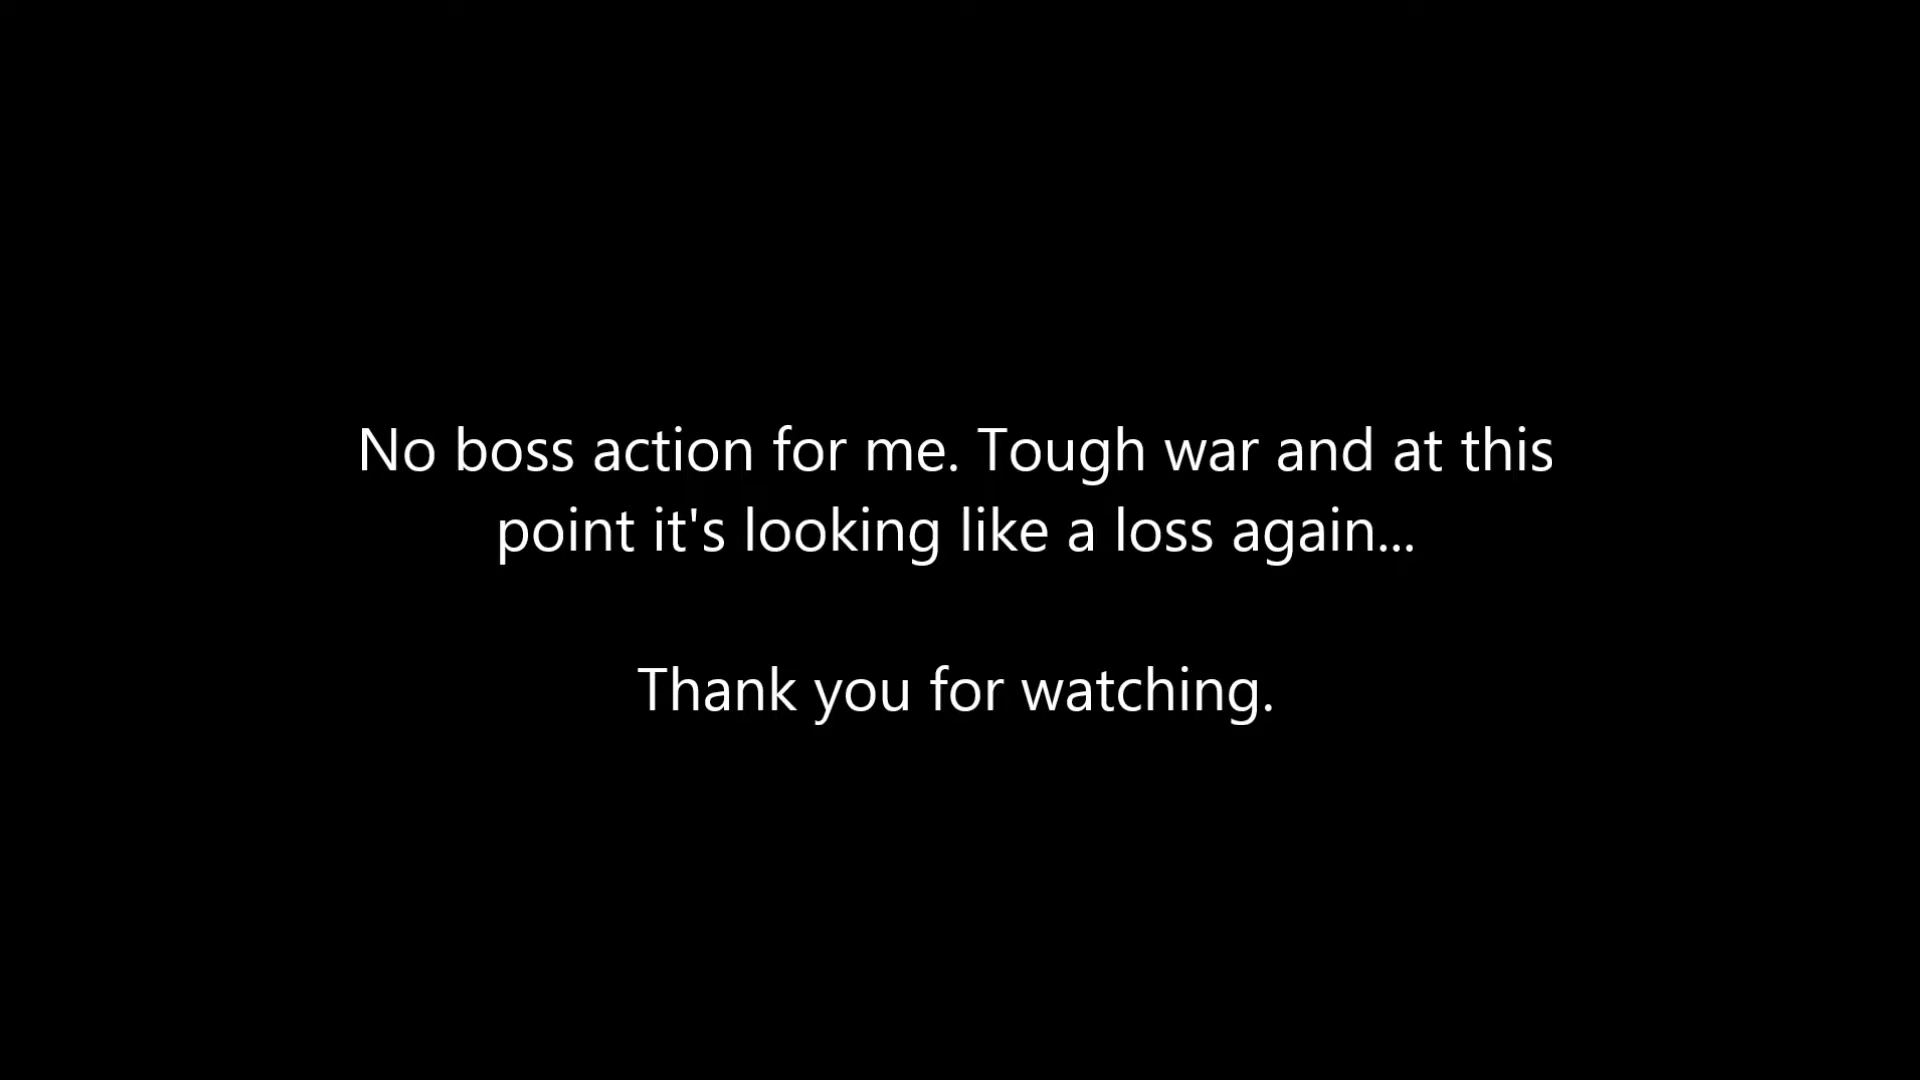 No boss action for me. Tough war and at this
point it's looking like a loss again...
Thank you for watching.